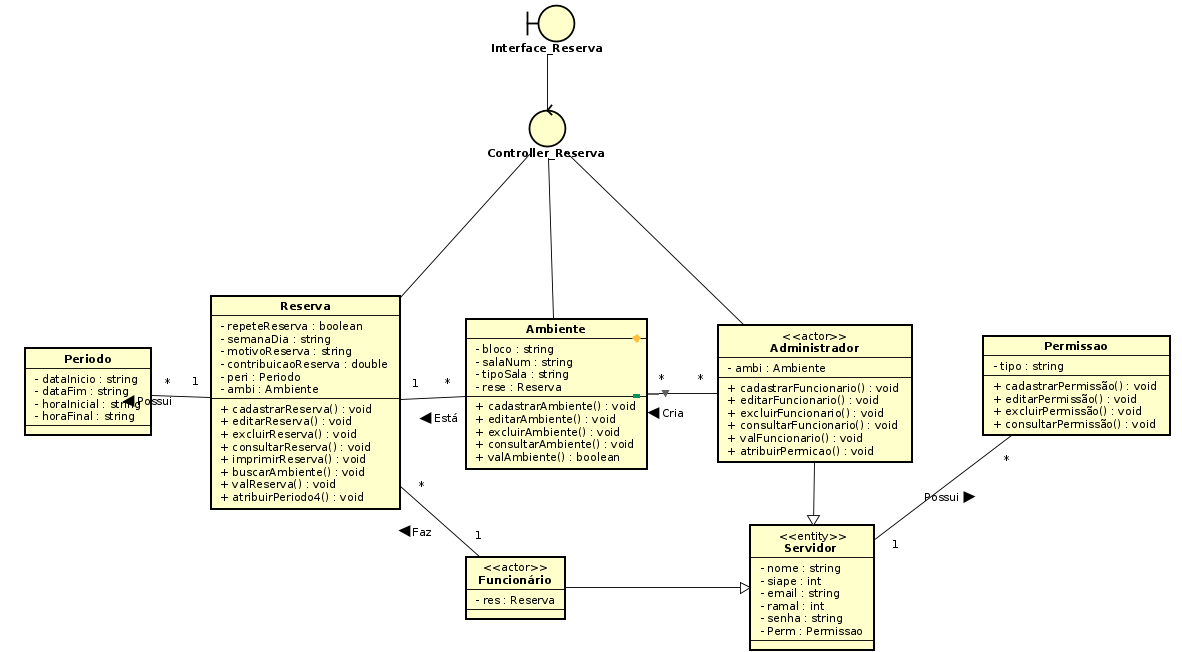 Interface_Reserva
Controller_Reserva
Periodo
- dataInicio : string
- dataFim : string
- horaInicial : string
- horaFinal : string
*
1
Possui
Reserva
- repeteReserva : boolean
- semanaDia : string
- motivoReserva : string
- contribuicaoReserva : double
- peri : Periodo
- ambi : Ambiente
+ cadastrarReserva() : void
+ editarReserva() : void
+ excluirReserva() : void
+ consultarReserva() : void
+ imprimirReserva() : void
+ buscarAmbiente() : void
+ valReserva() : void
+ atribuirPeriodo4() : void
1
*
Está
Ambiente
- bloco : string
- salaNum : string
- tipoSala : string
- rese : Reserva
+ cadastrarAmbiente() : void
+ editarAmbiente() : void
+ excluirAmbiente() : void
+ consultarAmbiente() : void
+ valAmbiente() : boolean
*
*
Cria
<<actor>>
Administrador
- ambi : Ambiente
+ cadastrarFuncionario() : void
+ editarFuncionario() : void
+ excluirFuncionario() : void
+ consultarFuncionario() : void
+ valFuncionario() : void
+ atribuirPermicao() : void
Permissao
- tipo : string
+ cadastrarPermissão() : void
+ editarPermissão() : void
+ excluirPermissão() : void
+ consultarPermissão() : void
*
Possui
1
*
Faz
1
<<actor>>
Funcionário
- res : Reserva
<<entity>>
Servidor
- nome : string
- siape : int
- email : string
- ramal : int
- senha : string
- Perm : Permissao